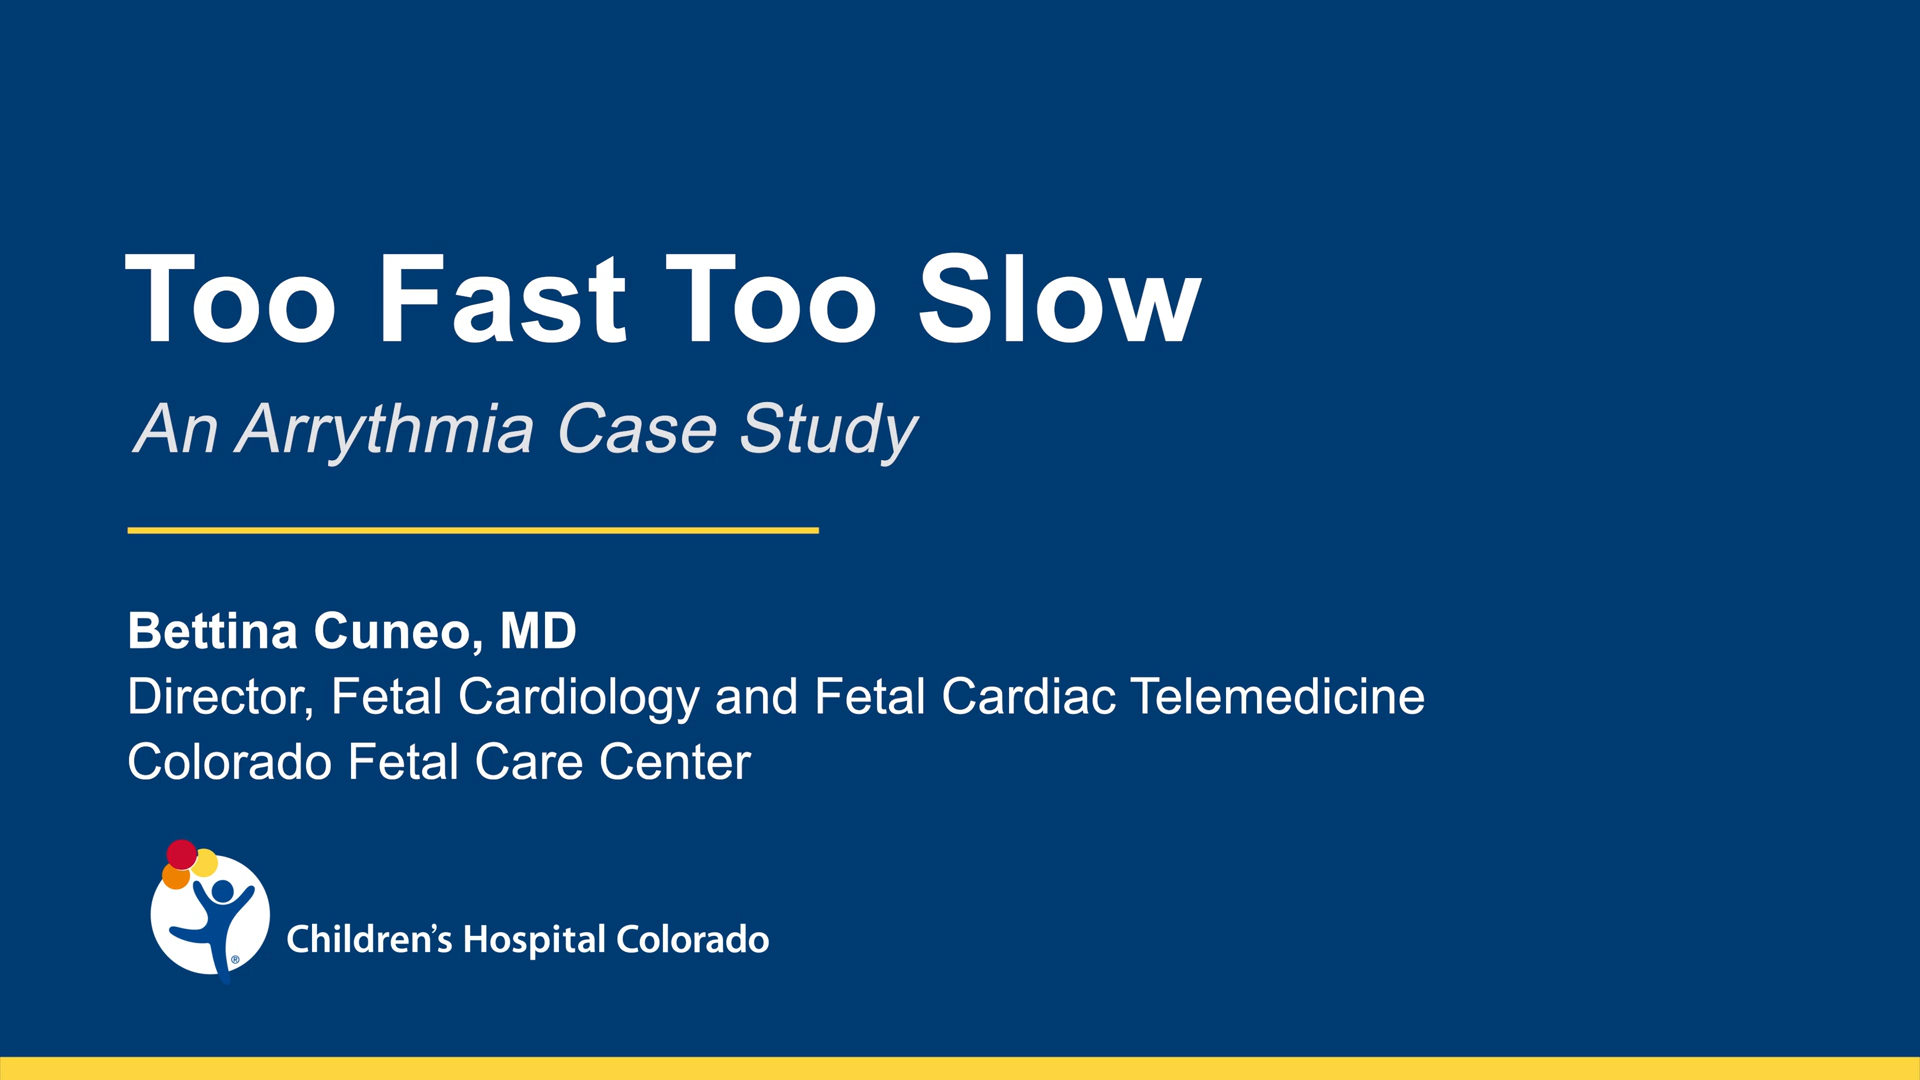 Too Fast Too Slow
An Arrythmia Case Study
Bettina Cuneo, MD
Director, Fetal Cardiology and Fetal Cardiac Telemedicine
Colorado Fetal Care Center
®
Children’s Hospital Colorado